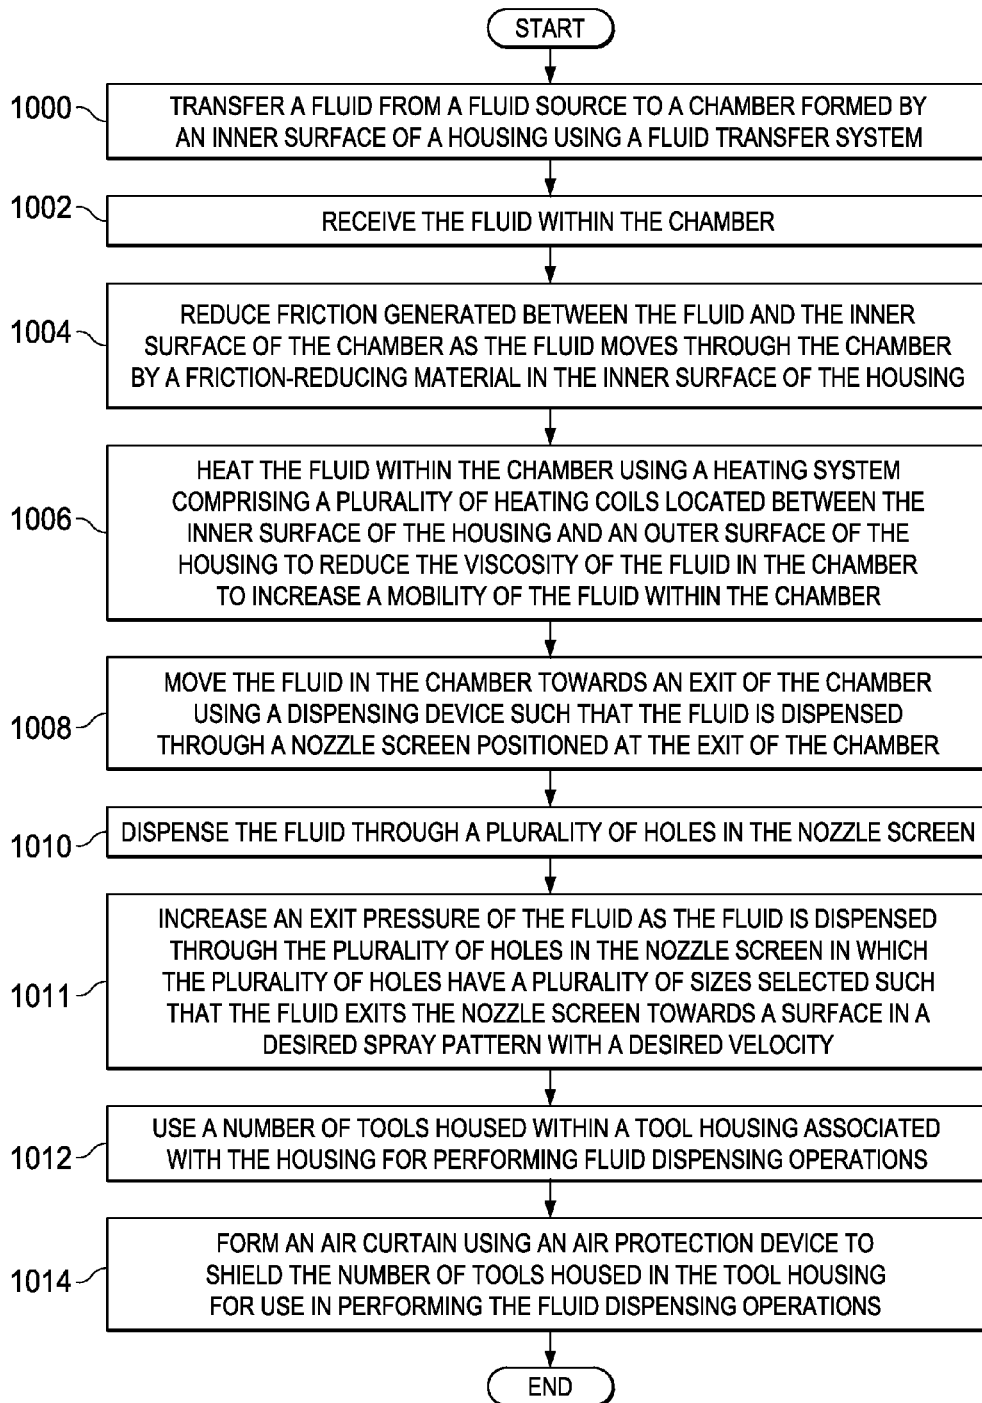 START
1000
TRANSFER A FLUID FROM A FLUID SOURCE TO A CHAMBER FORMED BY
AN INNER SURFACE OF A HOUSING USING A FLUID TRANSFER SYSTEM
1002
RECEIVE THE FLUID WITHIN THE CHAMBER
1004
REDUCE FRICTION GENERATED BETWEEN THE FLUID AND THE INNER
SURFACE OF THE CHAMBER AS THE FLUID MOVES THROUGH THE CHAMBER
BY A FRICTION-REDUCING MATERIAL IN THE INNER SURFACE OF THE HOUSING
1006
HEAT THE FLUID WITHIN THE CHAMBER USING A HEATING SYSTEM
COMPRISING A PLURALITY OF HEATING COILS LOCATED BETWEEN THE
INNER SURFACE OF THE HOUSING AND AN OUTER SURFACE OF THE
HOUSING TO REDUCE THE VISCOSITY OF THE FLUID IN THE CHAMBER
TO INCREASE A MOBILITY OF THE FLUID WITHIN THE CHAMBER
1008
MOVE THE FLUID IN THE CHAMBER TOWARDS AN EXIT OF THE CHAMBER
USING A DISPENSING DEVICE SUCH THAT THE FLUID IS DISPENSED
THROUGH A NOZZLE SCREEN POSITIONED AT THE EXIT OF THE CHAMBER
1010
DISPENSE THE FLUID THROUGH A PLURALITY OF HOLES IN THE NOZZLE SCREEN
1011
INCREASE AN EXIT PRESSURE OF THE FLUID AS THE FLUID IS DISPENSED
THROUGH THE PLURALITY OF HOLES IN THE NOZZLE SCREEN IN WHICH
THE PLURALITY OF HOLES HAVE A PLURALITY OF SIZES SELECTED SUCH
THAT THE FLUID EXITS THE NOZZLE SCREEN TOWARDS A SURFACE IN A
DESIRED SPRAY PATTERN WITH A DESIRED VELOCITY
1012
USE A NUMBER OF TOOLS HOUSED WITHIN A TOOL HOUSING ASSOCIATED
WITH THE HOUSING FOR PERFORMING FLUID DISPENSING OPERATIONS
1014
FORM AN AIR CURTAIN USING AN AIR PROTECTION DEVICE TO
SHIELD THE NUMBER OF TOOLS HOUSED IN THE TOOL HOUSING
FOR USE IN PERFORMING THE FLUID DISPENSING OPERATIONS
END